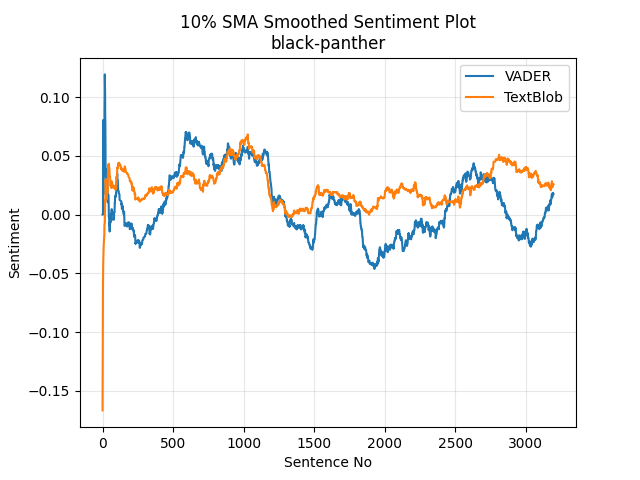 10% SMA Smoothed Sentiment Plot
black-panther
VADER
TextBlob
0.10
0.05
0.00
−0.05
−0.10
−0.15
Sentiment
0
500
1000
1500
2000
2500
3000
Sentence No